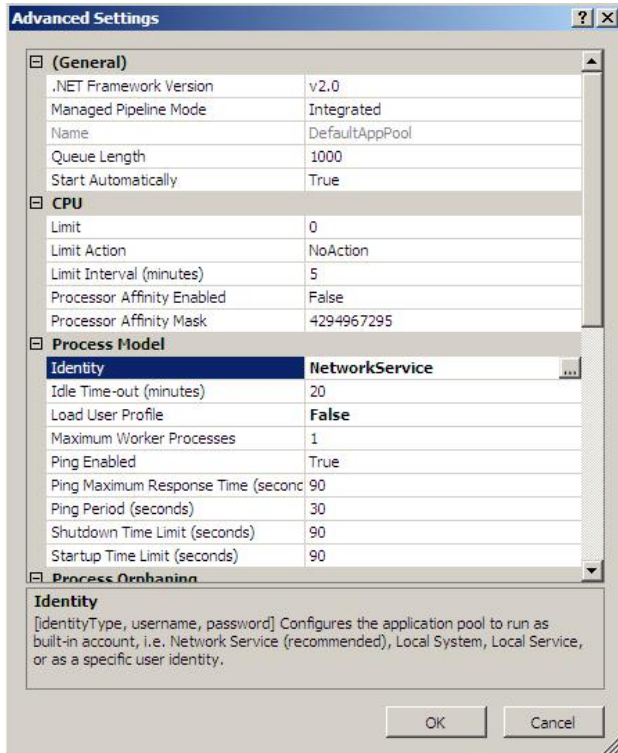 Advanced Settings
(General)
.NET Framework Version v2.0
Managed Pipeline Mode Integrated
Name DefaultAppPool
Queue Length 1000
Start Automatically True
CPU
Limit 0
Limit Action NoAction
Limit Interval (minutes) 5
Processor Affinity Enabled False
Processor Affinity Mask 4294967295
Process Model
Identity NetworkService ...
Idle Time-out (minutes) 20
Load User Profile False
Maximum Worker Processes 1
Ping Enabled True
Ping Maximum Response Time (second 90
Ping Period (seconds) 30
Shutdown Time Limit (seconds) 90
Startup Time Limit (seconds) 90
Process Orphaning
Identity
[identityType, username, password] Configures the application pool to run as
built-in account, i.e. Network Service (recommended), Local System, Local Service,
or as a specific user identity.
OK Cancel